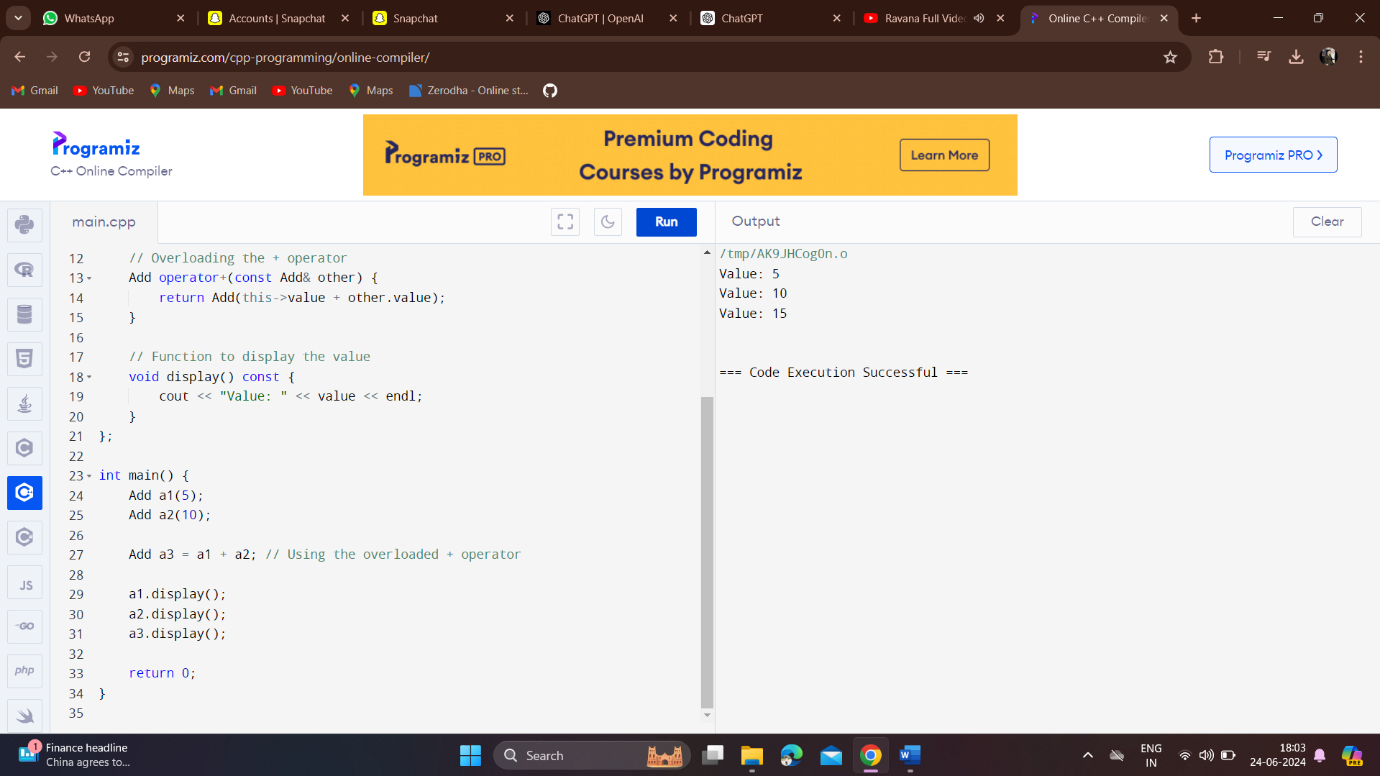 WhatsApp
Accounts | Snapchat
Snapchat
ChatGPT | OpenAI
ChatGPT
Ravana Full Vide
Online C++ Compile
programiz.com/cpp-programming/online-compiler/
Gmail
YouTube
Maps
Gmail
YouTube
Maps
Zerodha - Online st...
Programiz
C++ Online Compiler
Programiz PRO
Premium Coding
Courses by Programiz
Learn More
Programiz PRO
main.cpp
Run
Output
Clear
12 // Overloading the + operator
13 Add operator+(const Add& other) {
14 return Add(this->value + other.value);
15 }
16
17 // Function to display the value
18 void display() const {
19 cout << "Value: " << value << endl;
20 }
21 };
22
23 int main() {
24 Add a1(5);
25 Add a2(10);
26
27 Add a3 = a1 + a2; // Using the overloaded + operator
28
29 a1.display();
30 a2.display();
31 a3.display();
32
33 return 0;
34 }
35
/tmp/AK9JHCogOn.o
Value: 5
Value: 10
Value: 15
=== Code Execution Successful ===
JS
GO
php
1
Finance headline
China agrees to...
Search
ENG
IN
18:03
24-06-2024
PRE